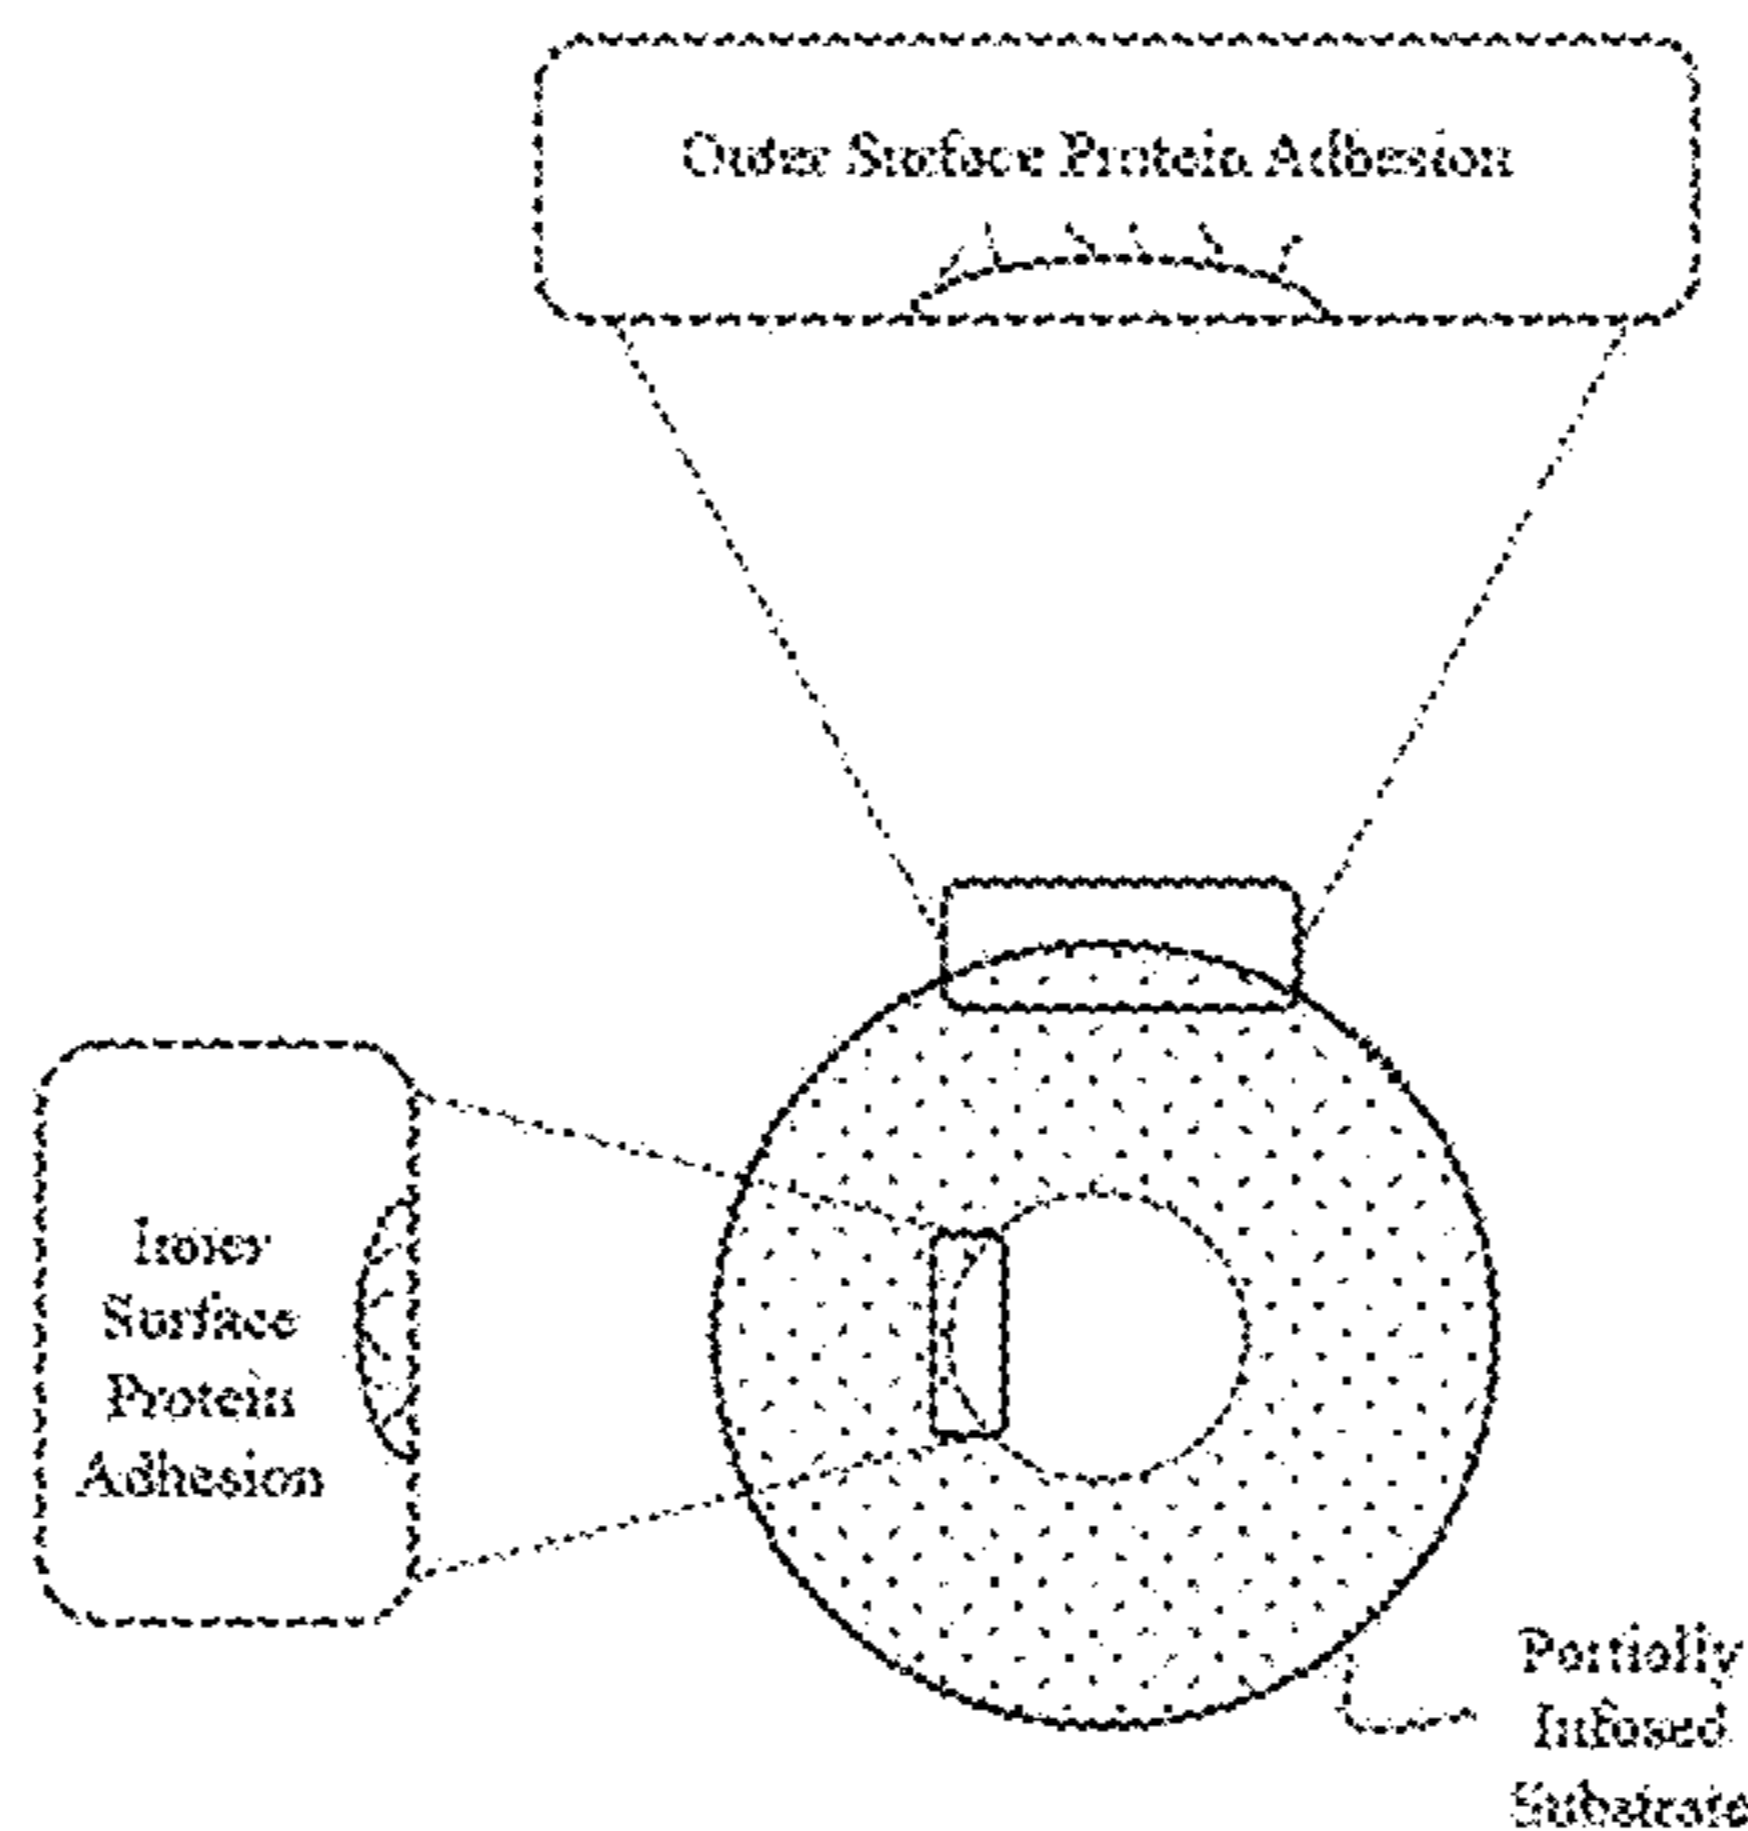 Outer Surface Protein Adhesion
Inner
Surface
Protein
Adhesion
Partially
Infused
Substrate